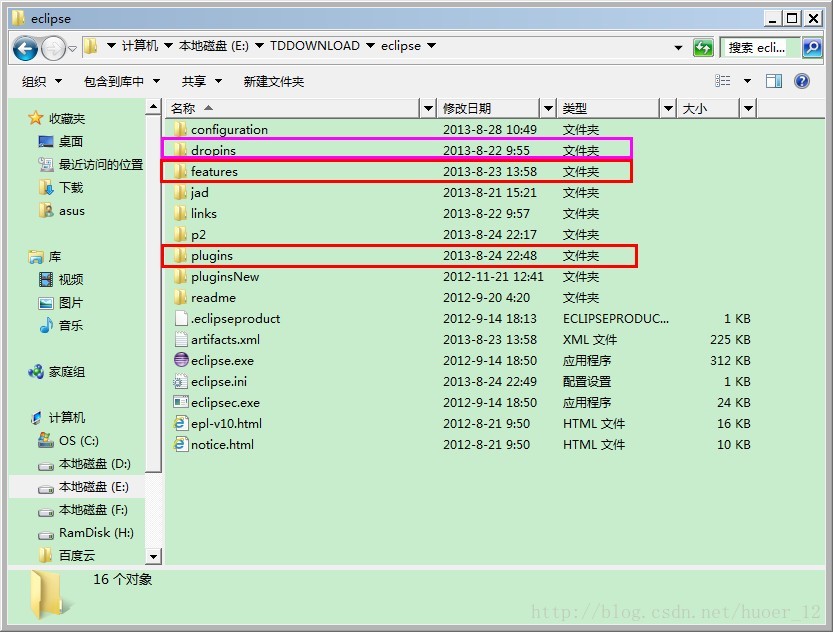 eclipse
计算机 本地磁盘 (E:) TDDOWNLOAD eclipse 搜索 ecli...
组织 包含到库中 共享 新建文件夹
收藏夹
桌面
最近访问的位置
下载
asus
库
视频
图片
音乐
家庭组
计算机
OS (C:)
本地磁盘 (D:)
本地磁盘 (E:)
本地磁盘 (F:)
RamDisk (H:)
百度云
名称 修改日期 类型 大小
configuration 2013-8-28 10:49 文件夹
dropins 2013-8-22 9:55 文件夹
features 2013-8-23 13:58 文件夹
jad 2013-8-21 15:21 文件夹
links 2013-8-22 9:57 文件夹
p2 2013-8-24 22:17 文件夹
plugins 2013-8-24 22:48 文件夹
pluginsNew 2012-11-21 12:41 文件夹
readme 2012-9-20 4:20 文件夹
.eclipseproduct 2012-9-14 18:13 ECLIPSEPRODUC... 1 KB
artifacts.xml 2013-8-23 13:58 XML 文件 225 KB
eclipse.exe 2012-9-14 18:50 应用程序 312 KB
eclipse.ini 2013-8-24 22:49 配置设置 1 KB
eclipsec.exe 2012-9-14 18:50 应用程序 24 KB
epl-v10.html 2012-8-21 9:50 HTML 文件 16 KB
notice.html 2012-8-21 9:50 HTML 文件 10 KB
16 个对象
http://blog.csdn.net/huoer_12